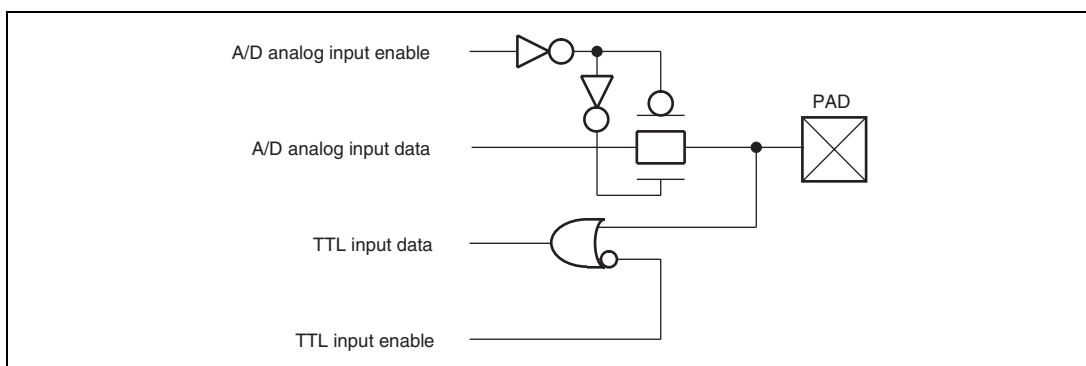 A/D analog input enable
PAD
A/D analog input data
TTL input data
TTL input enable